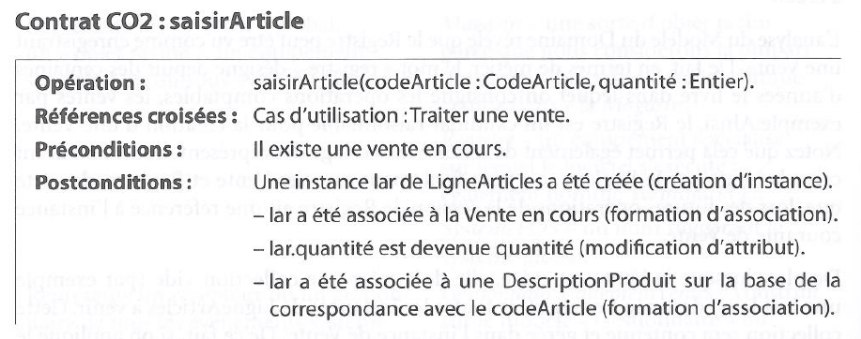 Contrat CO2 : saisirArticle
Opération : saisirArticle(codeArticle : CodeArticle, quantité : Entier).
Références croisées : Cas d'utilisation : Traiter une vente.
Préconditions : Il existe une vente en cours.
Postconditions : Une instance lar de LigneArticles a été créée (création d'instance).
– lar a été associée à la Vente en cours (formation d'association).
– lar.quantité est devenue quantité (modification d'attribut).
– lar a été associée à une DescriptionProduit sur la base de la
correspondance avec le codeArticle (formation d'association).